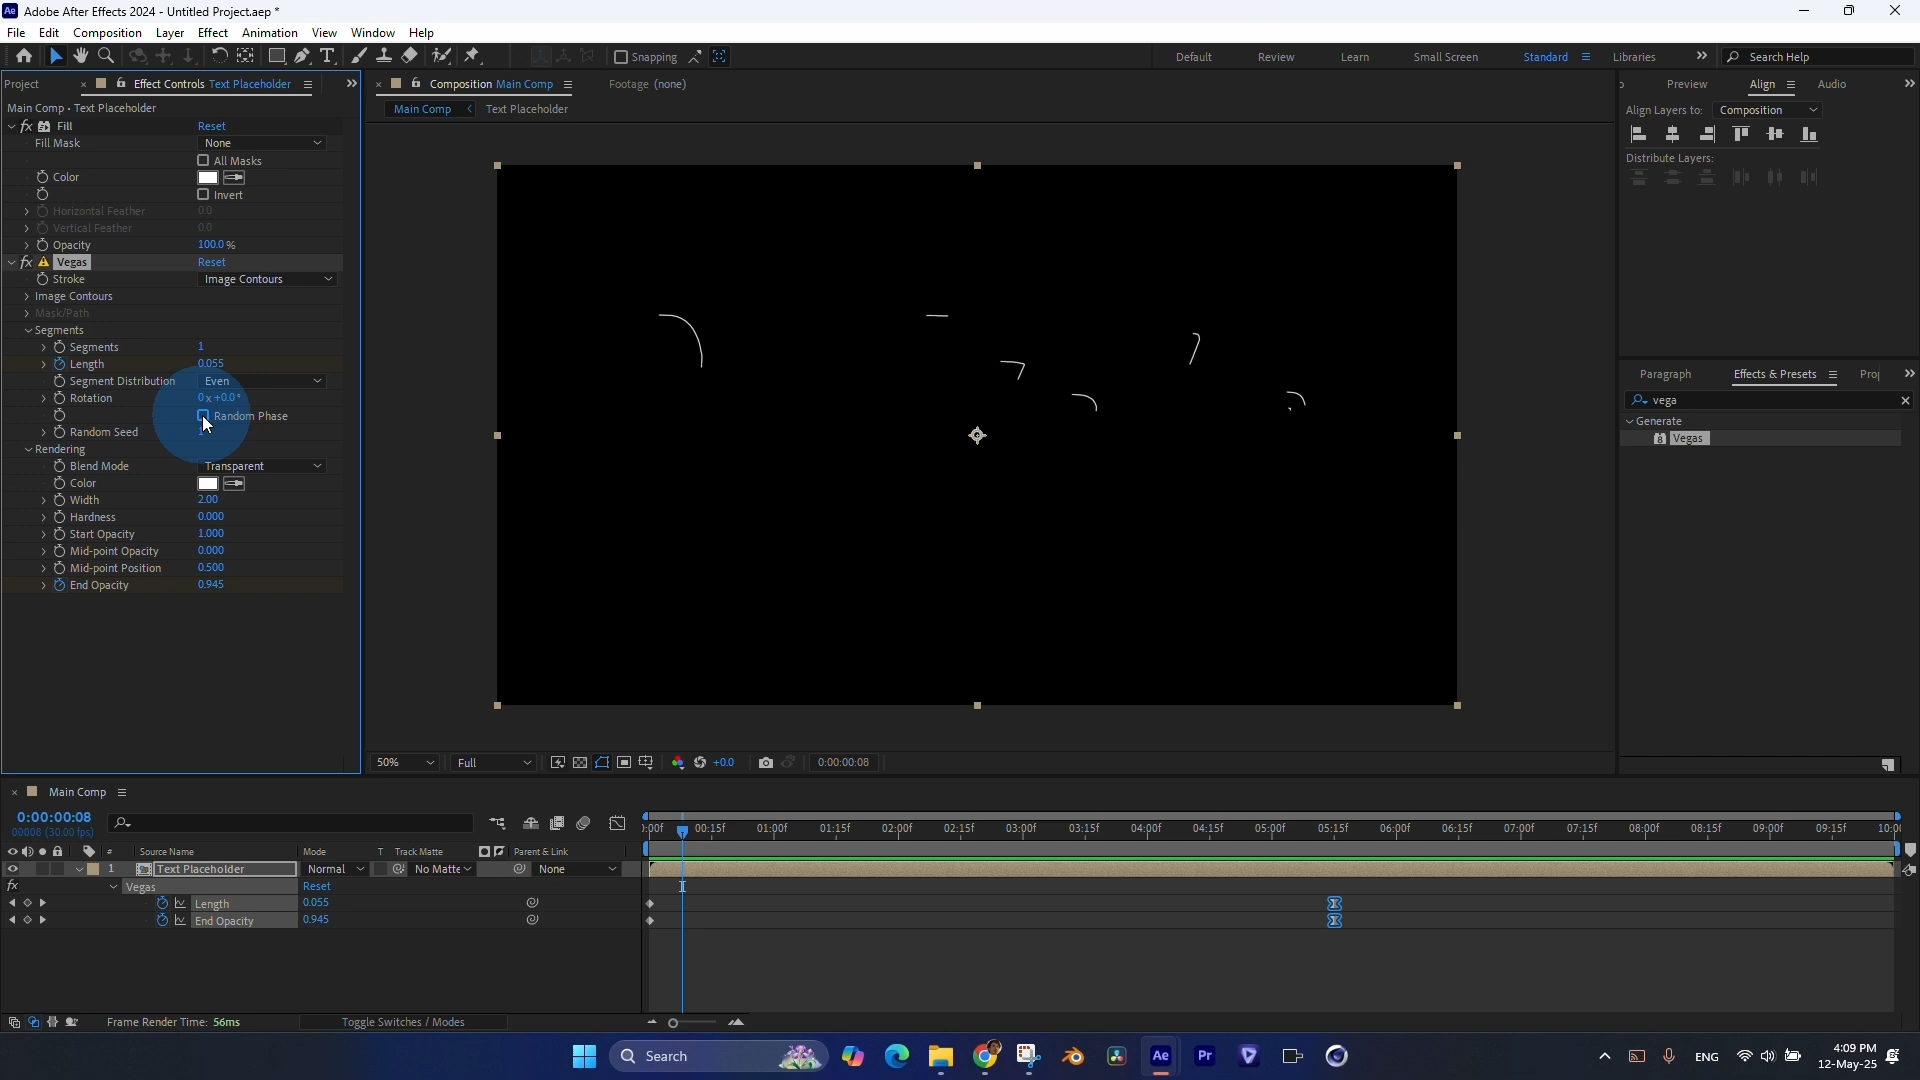 Ae Adobe After Effects 2024 - Untitled Project.aep *
File Edit Composition Layer Effect Animation View Window Help
Snapping Default Review Learn Small Screen Standard Libraries Search Help
Project Effect Controls Text Placeholder Composition Main Comp Footage (none) Preview Align Audio
Main Comp • Text Placeholder
Main Comp Text Placeholder
Align Layers to: Composition
Distribute Layers:
fx Fill Reset
Fill Mask None
All Masks
Color
Invert
Horizontal Feather 0.0
Vertical Feather 0.0
Opacity 100.0 %
fx Vegas Reset
Stroke Image Contours
Image Contours
Mask/Path
Segments
Segments 1
Length 0.055
Segment Distribution Even
Rotation 0 x +0.0 °
Random Phase
Random Seed 1
Rendering
Blend Mode Transparent
Color
Width 2.00
Hardness 0.000
Start Opacity 1.000
Mid-point Opacity 0.000
Mid-point Position 0.500
End Opacity 0.945
Paragraph Effects & Presets
vega
Generate
Vegas
50% Full +0.0 0:00:00:08
Main Comp
0:00:00:08
00008 (30.00 fps)
00:15f 01:00f 01:15f 02:00f 02:15f 03:00f 03:15f 04:00f 04:15f 05:00f 05:15f 06:00f 06:15f 07:00f 07:15f 08:00f 08:15f 09:00f 09:15f
# Source Name Mode T Track Matte Parent & Link
1 Text Placeholder Normal No Matte None
fx Vegas Reset
Length 0.055
End Opacity 0.945
Frame Render Time: 56ms Toggle Switches / Modes
Search Ae Pr ENG 4:09 PM
12-May-25